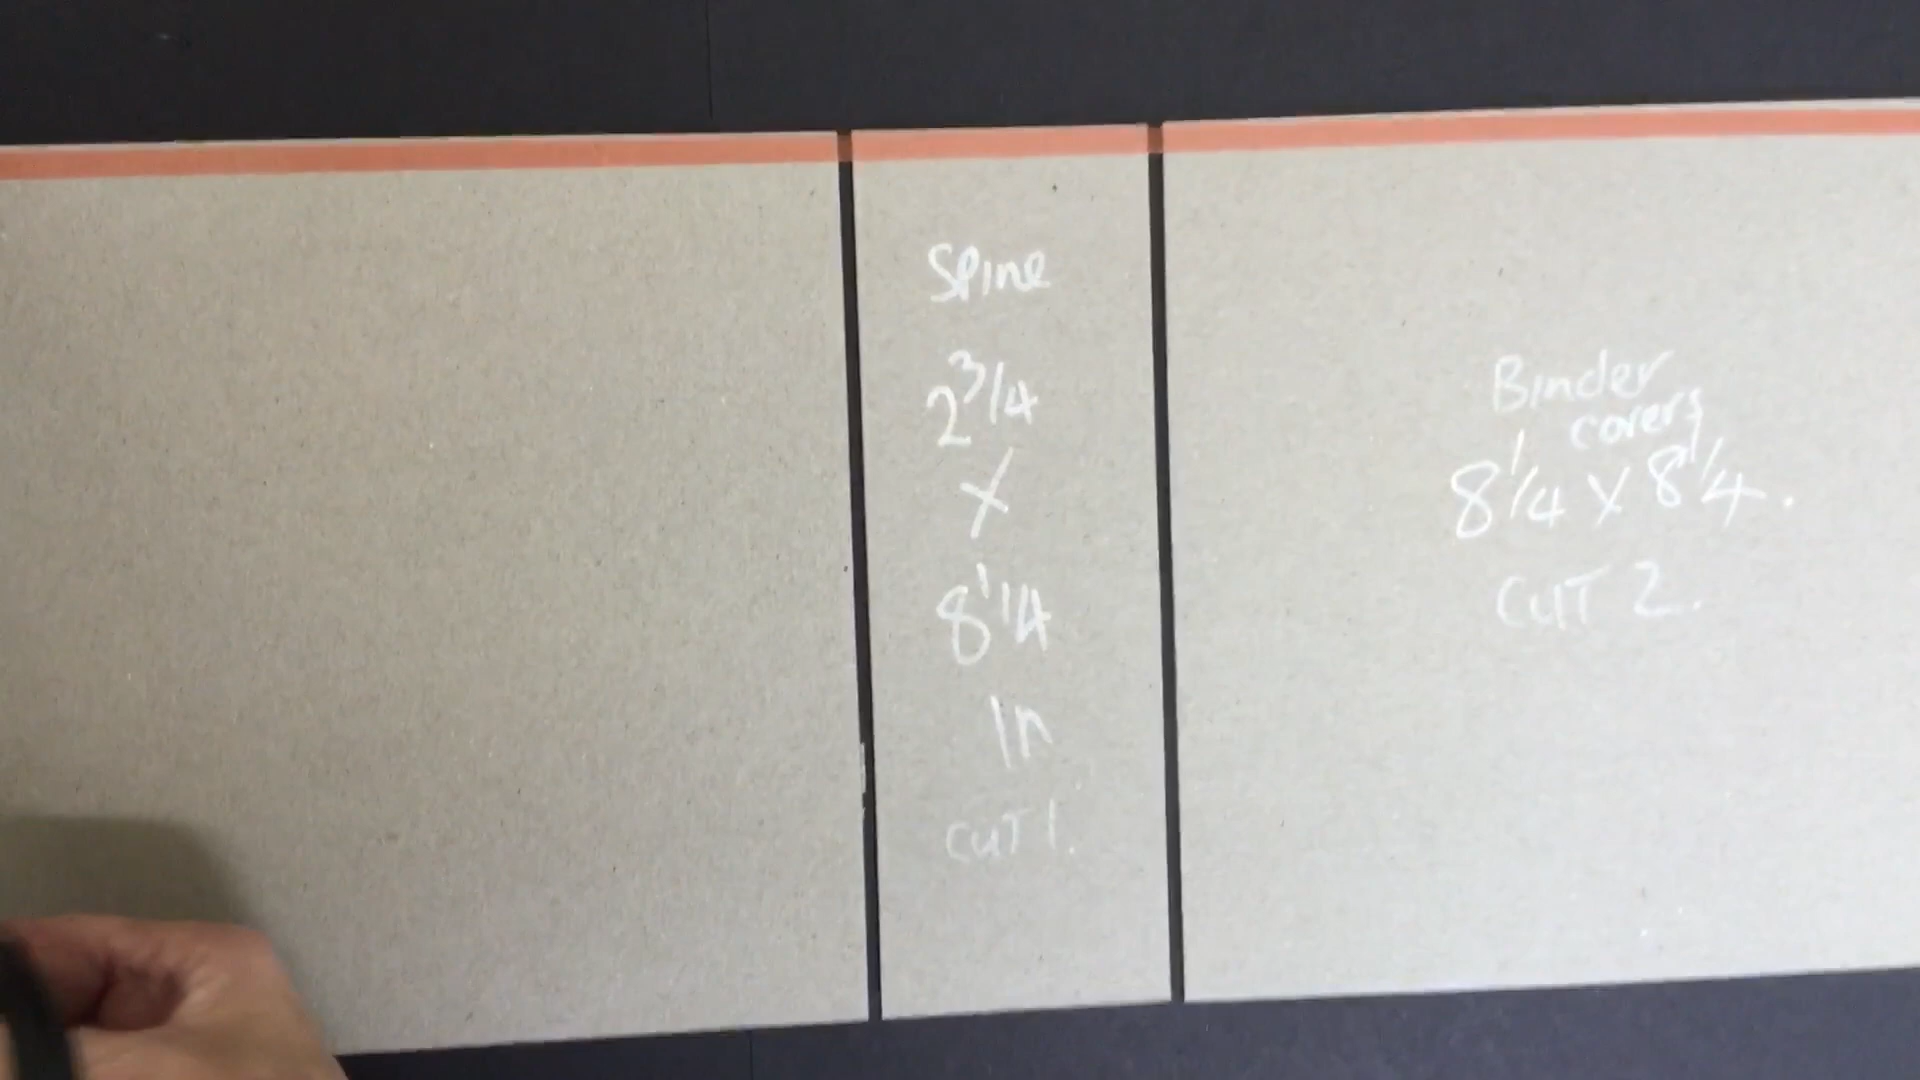 Spine
2 3/4
X
8 1/4
In
CUT 1.
Binder
covers
8 1/4 X 8 1/4.
CUT 2.